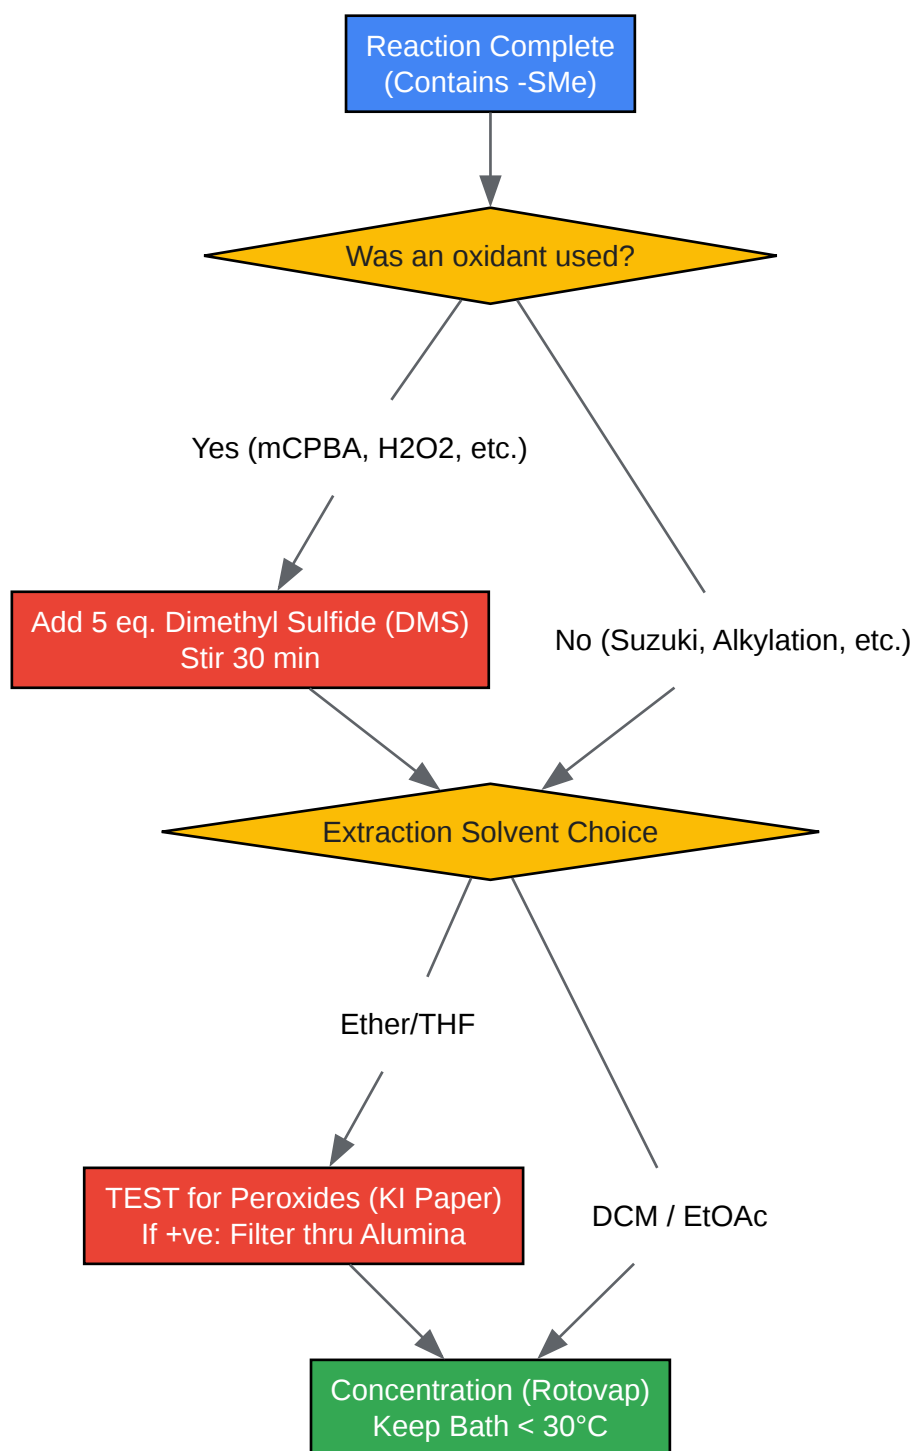 Reaction Complete
(Contains -SMe)
Was an oxidant used?
Yes (mCPBA, H2O2, etc.)
Add 5 eq. Dimethyl Sulfide (DMS)
Stir 30 min
No (Suzuki, Alkylation, etc.)
Extraction Solvent Choice
Ether/THF
TEST for Peroxides (KI Paper)
If +ve: Filter thru Alumina
DCM / EtOAc
Concentration (Rotovap)
Keep Bath < 30°C